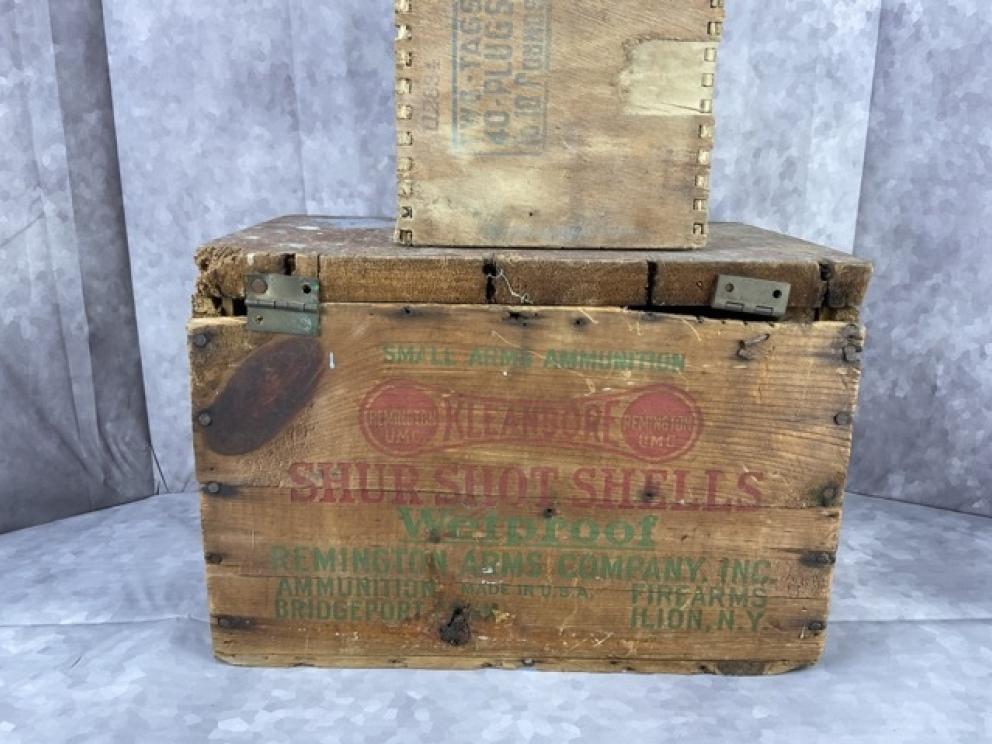 40-PLUGS
SMALL ARMS AMMUNITION
REMINGTON UMC KLEANBORE REMINGTON UMC
SHUR SHOT SHELLS
Wetproof
REMINGTON ARMS COMPANY, INC.
AMMUNITION MADE IN U.S.A. FIREARMS
BRIDGEPORT ILION, N.Y.